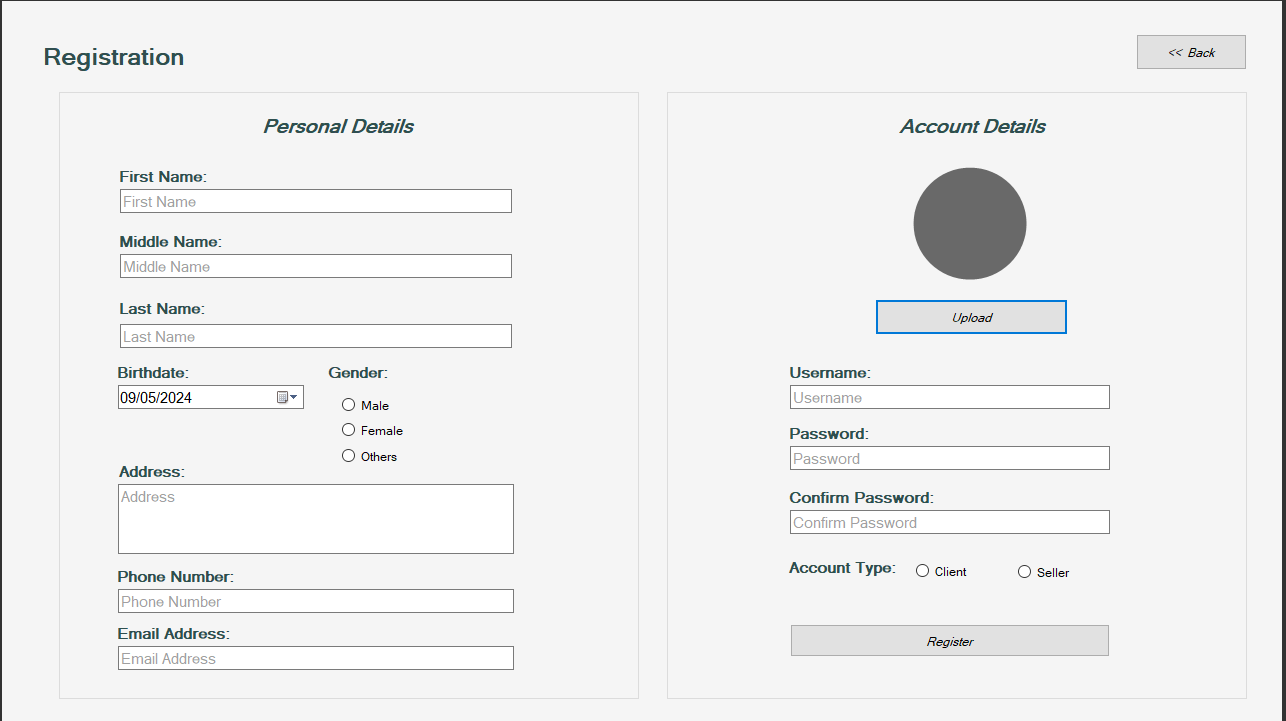 Registration
<< Back
Personal Details
First Name:
First Name
Middle Name:
Middle Name
Last Name:
Last Name
Birthdate:
09/05/2024
Gender:
Male
Female
Others
Address:
Address
Phone Number:
Phone Number
Email Address:
Email Address
Account Details
Upload
Username:
Username
Password:
Password
Confirm Password:
Confirm Password
Account Type:
Client
Seller
Register